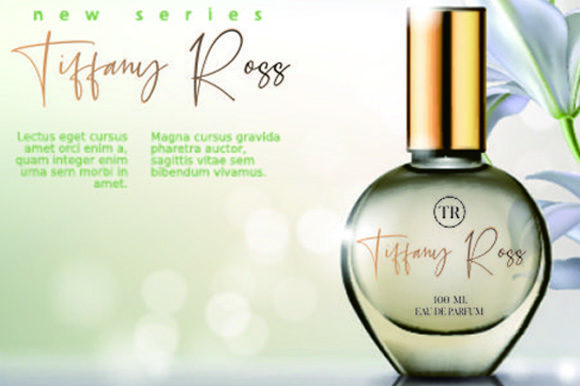 new series
Tiffany Ross
Lectus eget cursus
amet orci enim a,
quam integer enim
urna sem morbi in
amet.
Magna cursus gravida
pharetra auctor,
sagittis vitae sem
bibendum vivamus.
TR
Tiffany Ross
100 ML
EAU DE PARFUM